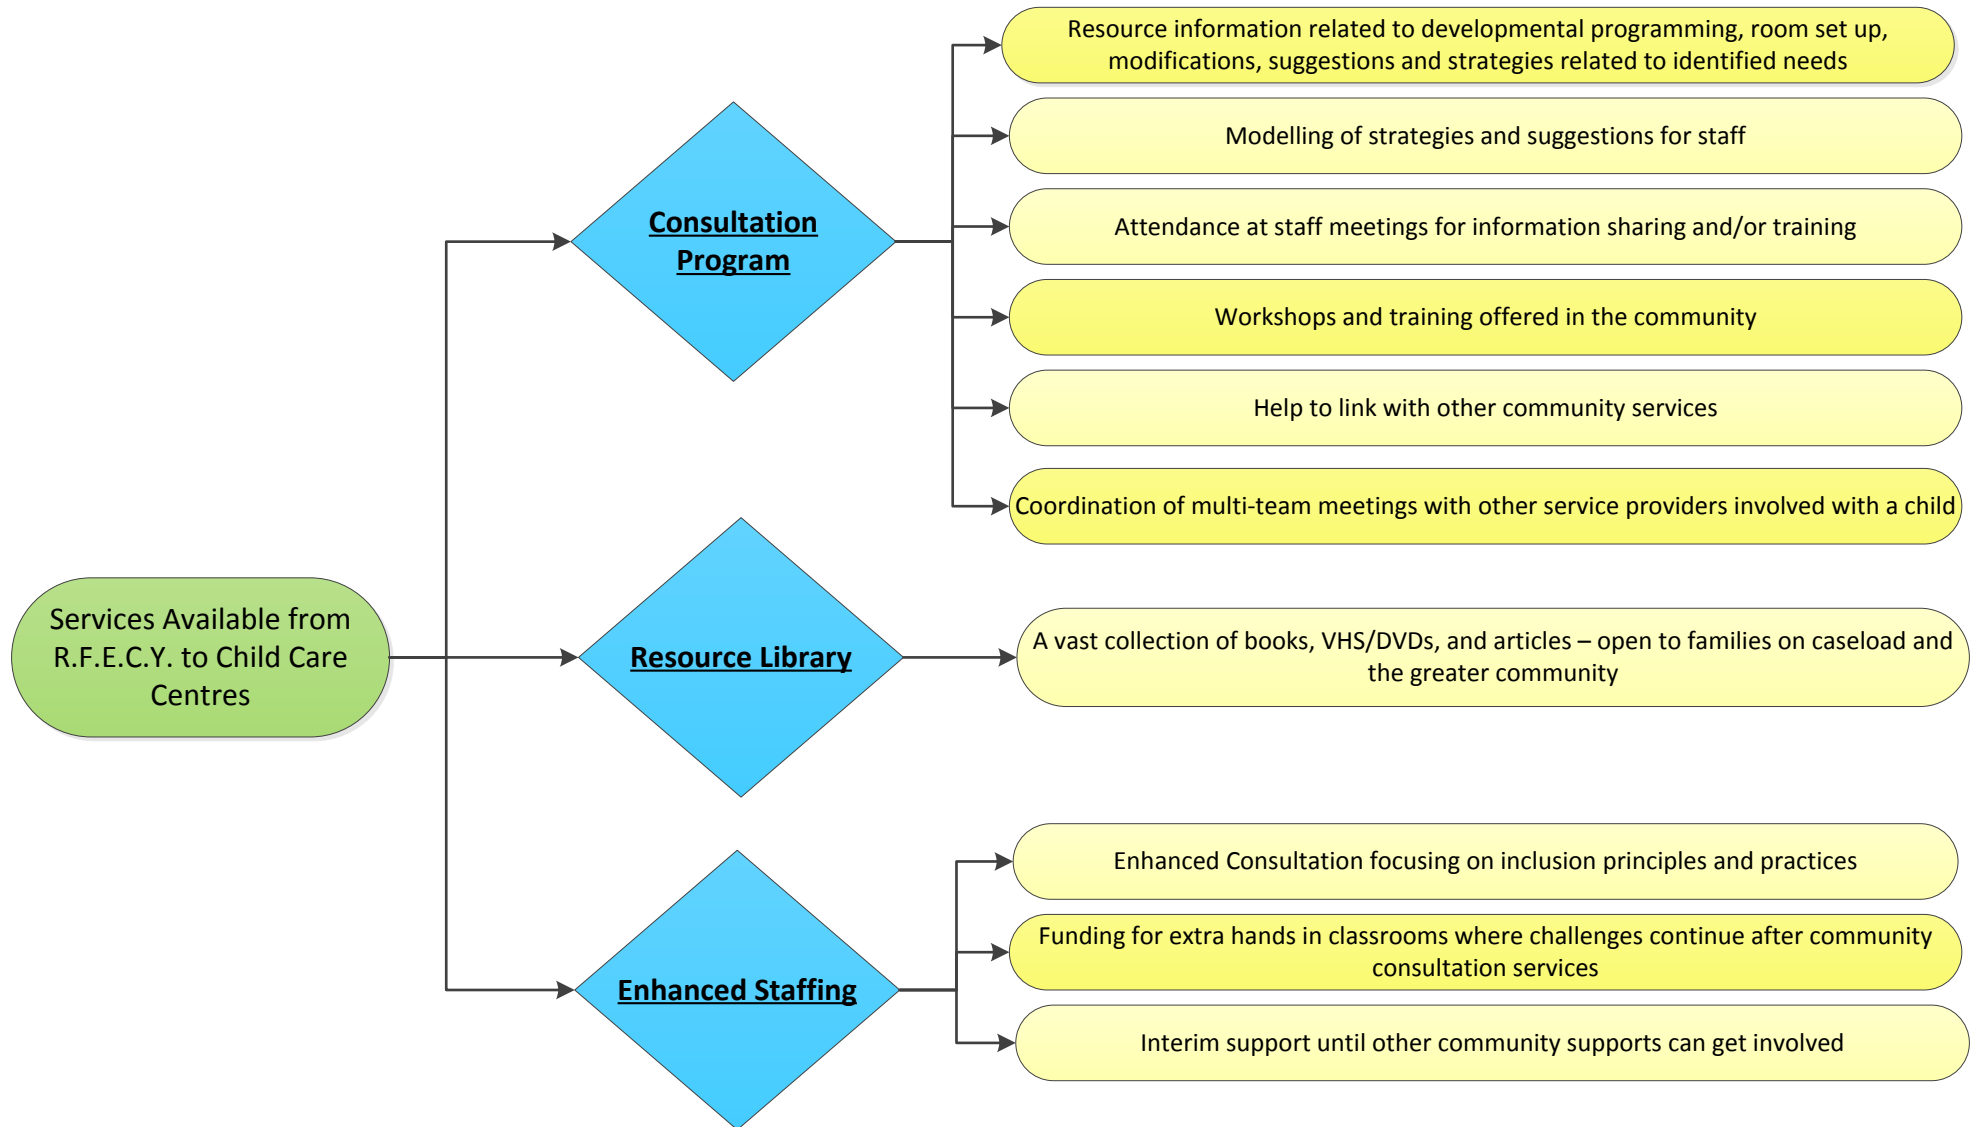 Services Available from
R.F.E.C.Y. to Child Care
Centres
Consultation
Program
Resource information related to developmental programming, room set up,
modifications, suggestions and strategies related to identified needs
Modelling of strategies and suggestions for staff
Attendance at staff meetings for information sharing and/or training
Workshops and training offered in the community
Help to link with other community services
Coordination of multi-team meetings with other service providers involved with a child
Resource Library
A vast collection of books, VHS/DVDs, and articles – open to families on caseload and
the greater community
Enhanced Staffing
Enhanced Consultation focusing on inclusion principles and practices
Funding for extra hands in classrooms where challenges continue after community
consultation services
Interim support until other community supports can get involved